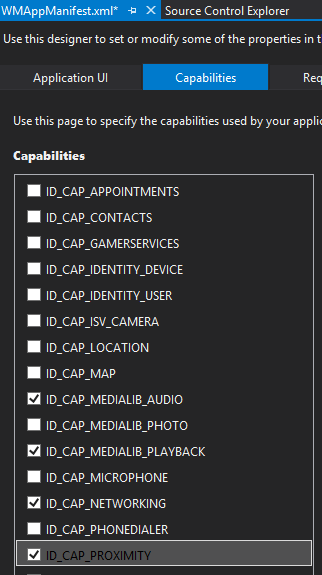 WMAppManifest.xml* Source Control Explorer
Use this designer to set or modify some of the properties in t
Application UI Capabilities Req
Use this page to specify the capabilities used by your applic
Capabilities
ID_CAP_APPOINTMENTS
ID_CAP_CONTACTS
ID_CAP_GAMERSERVICES
ID_CAP_IDENTITY_DEVICE
ID_CAP_IDENTITY_USER
ID_CAP_ISV_CAMERA
ID_CAP_LOCATION
ID_CAP_MAP
ID_CAP_MEDIALIB_AUDIO
ID_CAP_MEDIALIB_PHOTO
ID_CAP_MEDIALIB_PLAYBACK
ID_CAP_MICROPHONE
ID_CAP_NETWORKING
ID_CAP_PHONEDIALER
ID_CAP_PROXIMITY